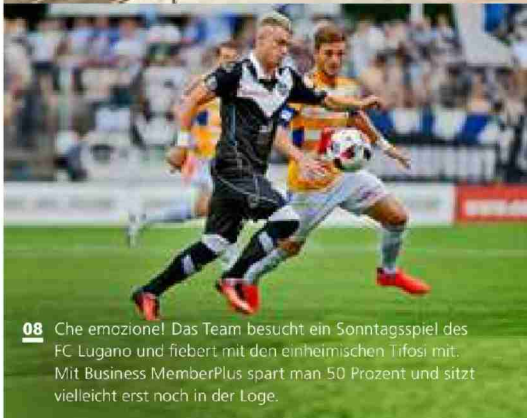 08 Che emozione! Das Team besucht ein Sonntagsspiel des
FC Lugano und fiebert mit den einheimischen Tifosi mit.
Mit Business MemberPlus spart man 50 Prozent und sitzt
vielleicht erst noch in der Loge.